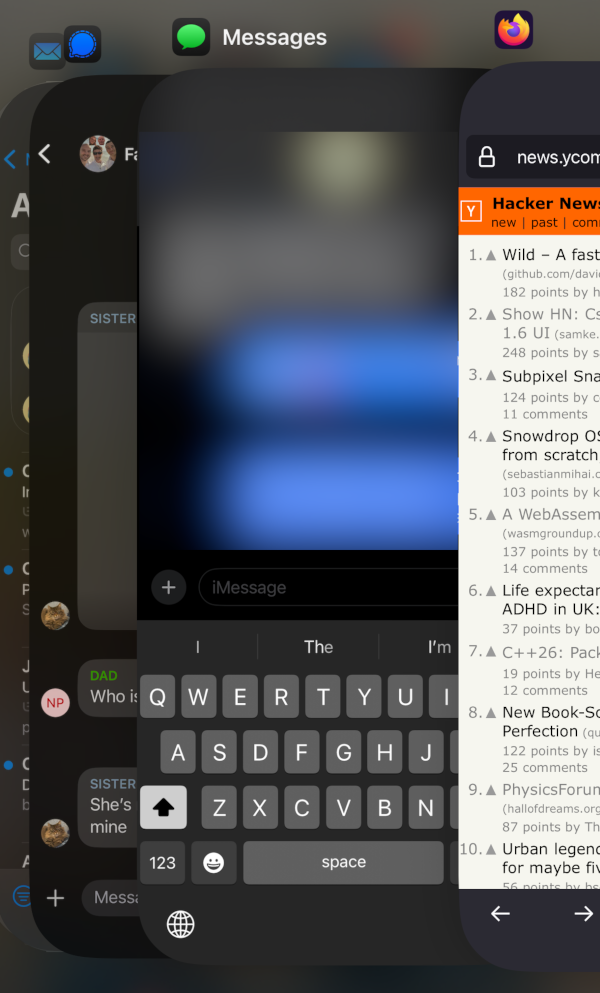 Messages
A
SISTER
DAD
Who is
SISTER
She's
mine
Messa
iMessage
I
The
I'm
Q W E R T Y U I
A S D F G H J
Z X C V B N
123
space
NP
news.ycom
Y
Hacker News
new | past | comm
1. Wild – A fast
(github.com/david
182 points by h
2. Show HN: Cs
1.6 UI (samke.
248 points by sa
3. Subpixel Sna
124 points by c
11 comments
4. Snowdrop OS
from scratch
(sebastianmihai.c
103 points by k
5. A WebAssem
(wasmgroundup.c
137 points by to
14 comments
6. Life expectan
ADHD in UK:
37 points by bo
7. C++26: Pack
19 points by He
12 comments
8. New Book-So
Perfection (qu
122 points by is
25 comments
9. PhysicsForum
(hallofdreams.org
87 points by Th
10. Urban legend
for maybe fiv
56 points by bs